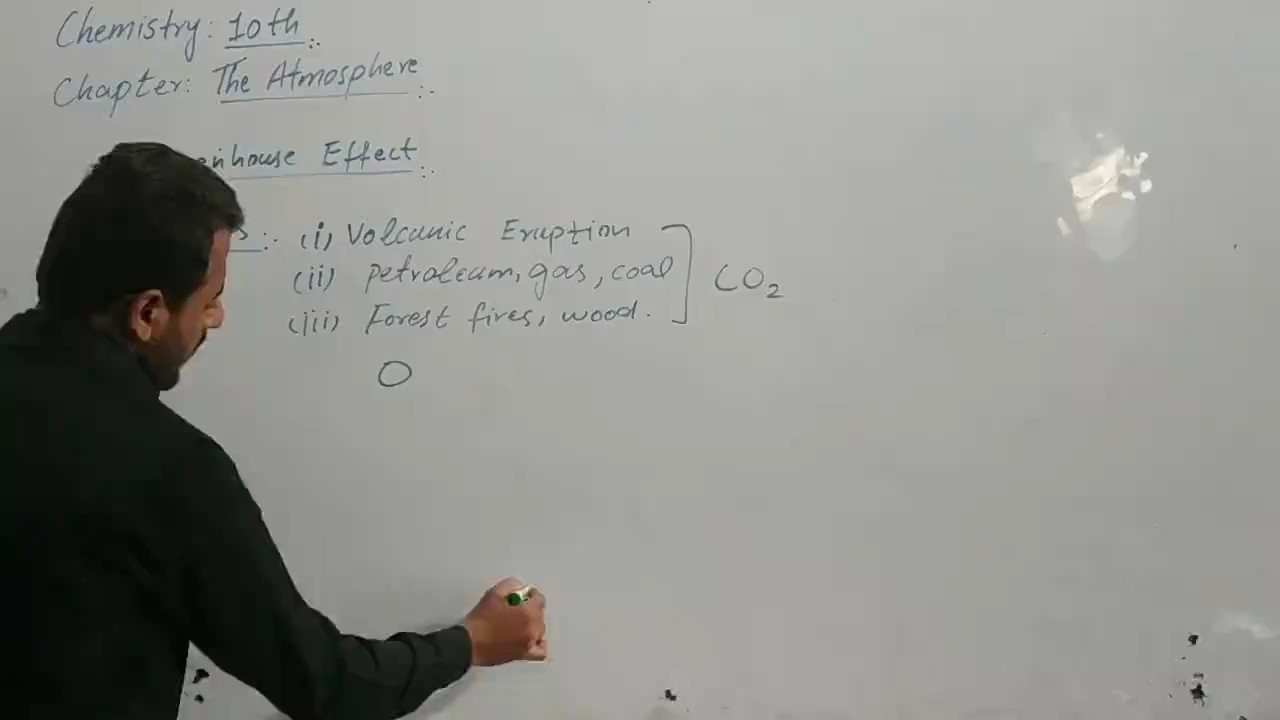 Chemistry: 10th :.
Chapter: The Atmosphere :.
enhouse Effect :.
s :. (i) Volcanic Eruption
(ii) petroleum, gas, coal
(iii) Forest fires, wood.
CO₂